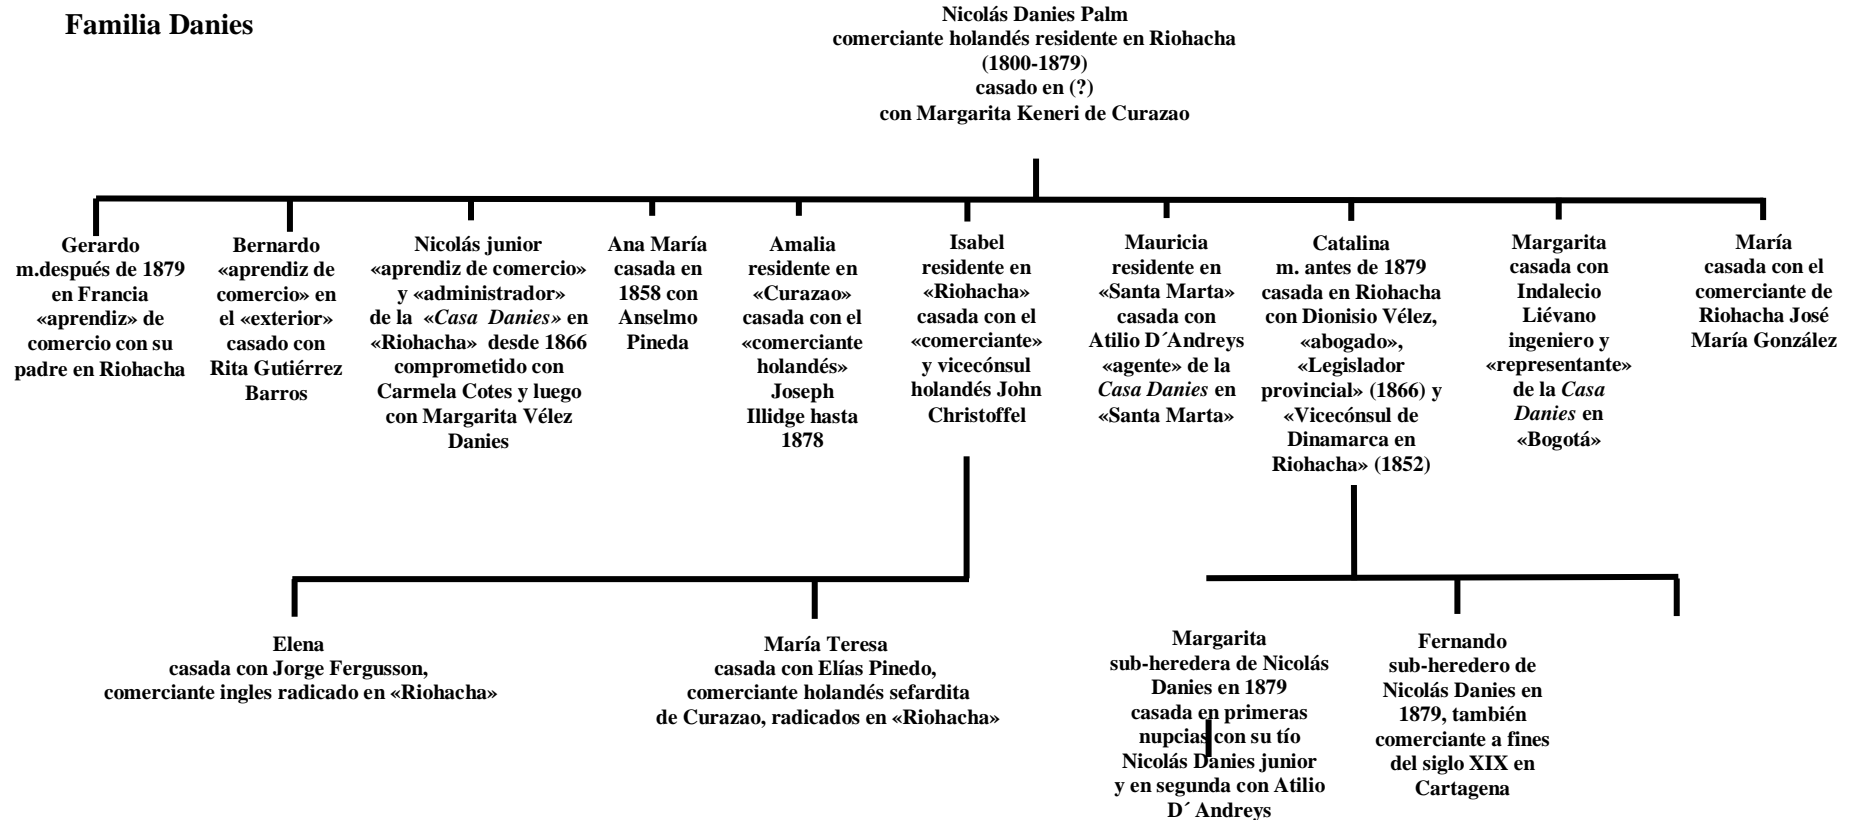 Familia Danies
Nicolás Danies Palm
comerciante holandés residente en Riohacha
(1800-1879)
casado en (?)
con Margarita Keneri de Curazao
Gerardo
m.después de 1879
en Francia
«aprendiz» de
comercio con su
padre en Riohacha
Bernardo
«aprendiz de
comercio» en
el «exterior»
casado con
Rita Gutiérrez
Barros
Nicolás junior
«aprendiz de comercio»
y «administrador»
de la «Casa Danies» en
«Riohacha» desde 1866
comprometido con
Carmela Cotes y luego
con Margarita Vélez
Danies
Ana María
casada en
1858 con
Anselmo
Pineda
Amalia
residente en
«Curazao»
casada con el
«comerciante
holandés»
Joseph
Illidge hasta
1878
Isabel
residente en
«Riohacha»
casada con el
«comerciante»
y vicecónsul
holandés John
Christoffel
Mauricia
residente en
«Santa Marta»
casada con
Atilio D´Andreys
«agente» de la
Casa Danies en
«Santa Marta»
Catalina
m. antes de 1879
casada en Riohacha
con Dionisio Vélez,
«abogado»,
«Legislador
provincial» (1866) y
«Vicecónsul de
Dinamarca en
Riohacha» (1852)
Margarita
casada con
Indalecio
Liévano
ingeniero y
«representante»
de la Casa
Danies en
«Bogotá»
María
casada con el
comerciante de
Riohacha José
María González
Elena
casada con Jorge Fergusson,
comerciante ingles radicado en «Riohacha»
María Teresa
casada con Elías Pinedo,
comerciante holandés sefardita
de Curazao, radicados en «Riohacha»
Margarita
sub-heredera de Nicolás
Danies en 1879
casada en primeras
nupcias con su tío
Nicolás Danies junior
y en segunda con Atilio
D´ Andreys
Fernando
sub-heredero de
Nicolás Danies en
1879, también
comerciante a fines
del siglo XIX en
Cartagena